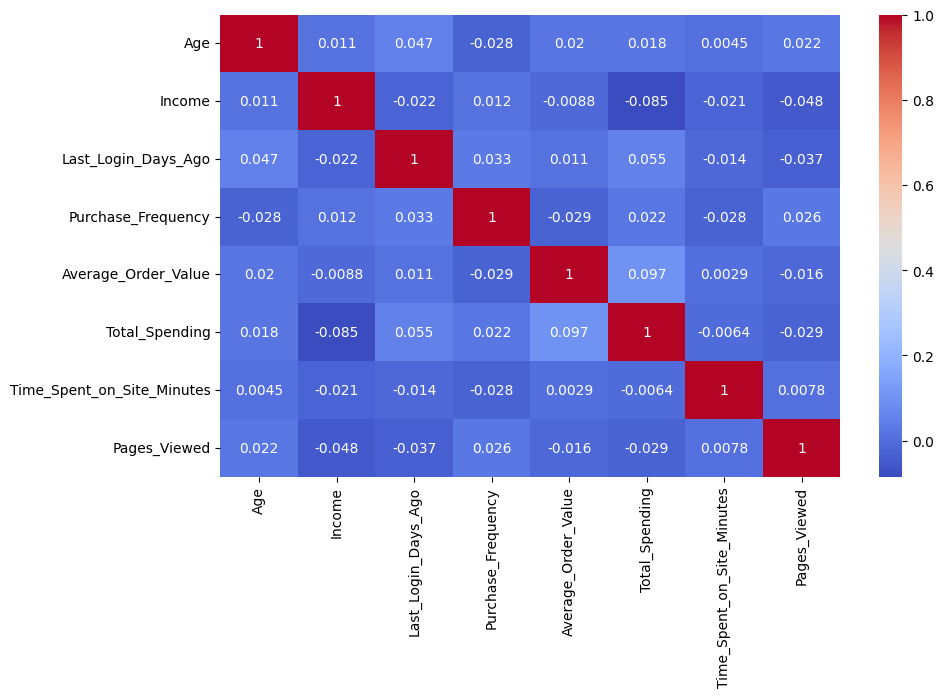 Age 1 0.011 0.047 -0.028 0.02 0.018 0.0045 0.022
Income 0.011 1 -0.022 0.012 -0.0088 -0.085 -0.021 -0.048
Last_Login_Days_Ago 0.047 -0.022 1 0.033 0.011 0.055 -0.014 -0.037
Purchase_Frequency -0.028 0.012 0.033 1 -0.029 0.022 -0.028 0.026
Average_Order_Value 0.02 -0.0088 0.011 -0.029 1 0.097 0.0029 -0.016
Total_Spending 0.018 -0.085 0.055 0.022 0.097 1 -0.0064 -0.029
Time_Spent_on_Site_Minutes 0.0045 -0.021 -0.014 -0.028 0.0029 -0.0064 1 0.0078
Pages_Viewed 0.022 -0.048 -0.037 0.026 -0.016 -0.029 0.0078 1
Age
Income
Last_Login_Days_Ago
Purchase_Frequency
Average_Order_Value
Total_Spending
Time_Spent_on_Site_Minutes
Pages_Viewed
1.0
0.8
0.6
0.4
0.2
0.0